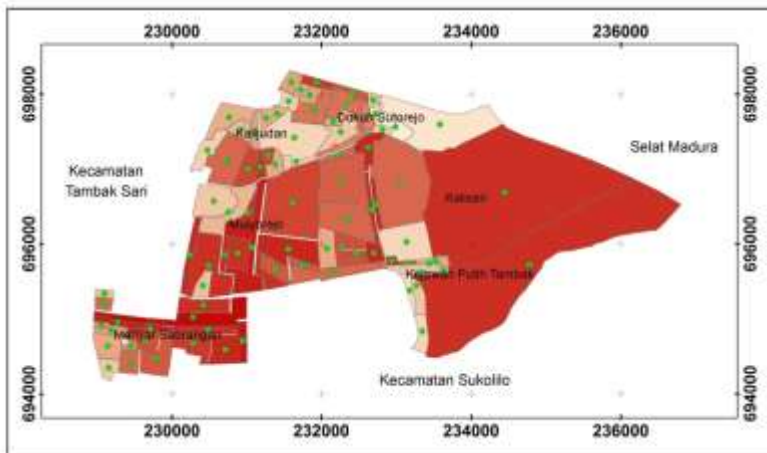 230000 232000 234000 236000
698000 698000
Dukuh Sutorejo
Kalijudan
Selat Madura
Kecamatan
Tambak Sari
Kalisari
Mulyorejo
696000 696000
Kejawan Putih Tambak
Manyar Sabrangan
Kecamatan Sukolilo
694000 694000
230000 232000 234000 236000